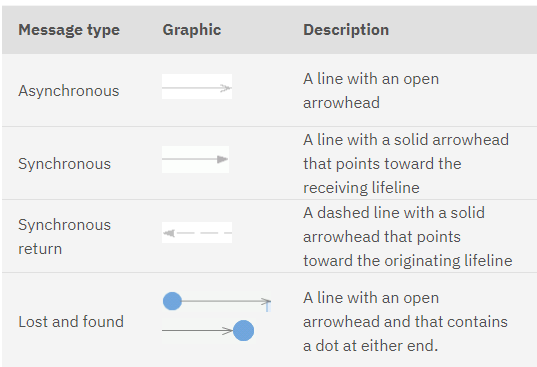 Message type Graphic Description
Asynchronous
A line with an open
arrowhead
Synchronous
A line with a solid arrowhead
that points toward the
receiving lifeline
Synchronous
return
A dashed line with a solid
arrowhead that points
toward the originating lifeline
Lost and found
A line with an open
arrowhead and that contains
a dot at either end.